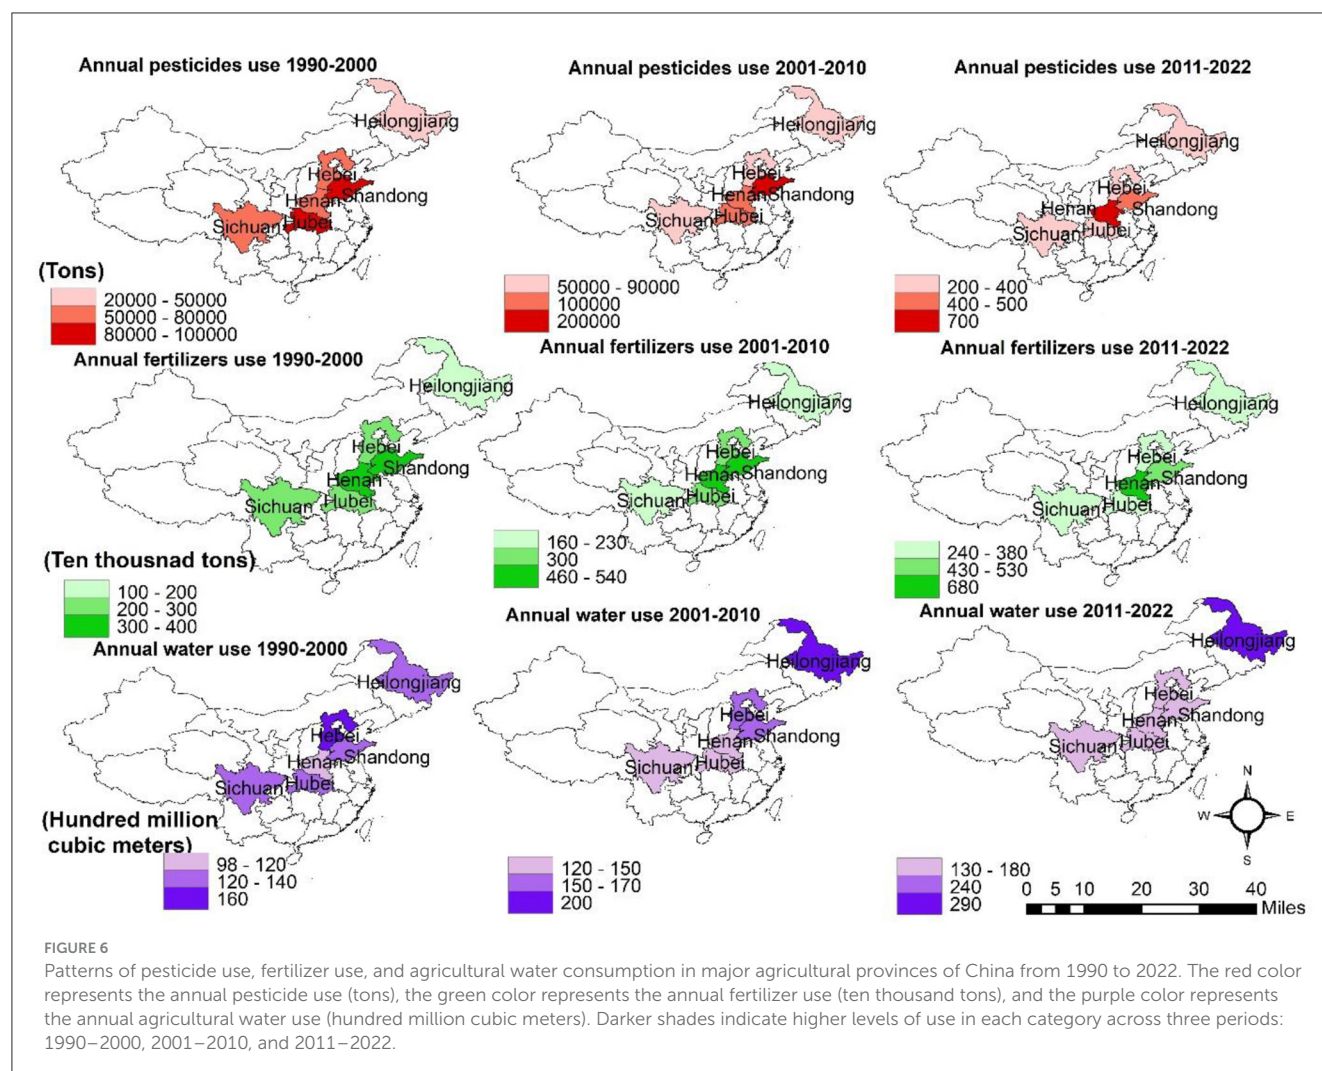 Annual pesticides use 1990-2000
Heilongjiang
Hebei
Henan
Shandong
Sichuan
Hubei
(Tons)
20000 - 50000
50000 - 80000
80000 - 100000
Annual pesticides use 2001-2010
Heilongjiang
Hebei
Henan
Shandong
Sichuan
Hubei
50000 - 90000
100000
200000
Annual pesticides use 2011-2022
Heilongjiang
Hebei
Henan
Shandong
Sichuan
Hubei
200 - 400
400 - 500
700
Annual fertilizers use 1990-2000
Heilongjiang
Hebei
Shandong
Henan
Sichuan
Hubei
(Ten thousnad tons)
100 - 200
200 - 300
300 - 400
Annual fertilizers use 2001-2010
Heilongjiang
Hebei
Henan
Shandong
Sichuan
Hubei
160 - 230
300
460 - 540
Annual fertilizers use 2011-2022
Heilongjiang
Hebei
Henan
Shandong
Sichuan
Hubei
240 - 380
430 - 530
680
Annual water use 1990-2000
Heilongjiang
Hebei
Henan
Shandong
Sichuan
Hubei
(Hundred million
cubic meters)
98 - 120
120 - 140
160
Annual water use 2001-2010
Heilongjiang
Hebei
Henan
Shandong
Sichuan
Hubei
120 - 150
150 - 170
200
Annual water use 2011-2022
Heilongjiang
Hebei
Henan
Shandong
Sichuan
Hubei
130 - 180
240
290
N
W
E
S
0 5 10 20 30 40
Miles
FIGURE 6
Patterns of pesticide use, fertilizer use, and agricultural water consumption in major agricultural provinces of China from 1990 to 2022. The red color
represents the annual pesticide use (tons), the green color represents the annual fertilizer use (ten thousand tons), and the purple color represents
the annual agricultural water use (hundred million cubic meters). Darker shades indicate higher levels of use in each category across three periods:
1990–2000, 2001–2010, and 2011–2022.